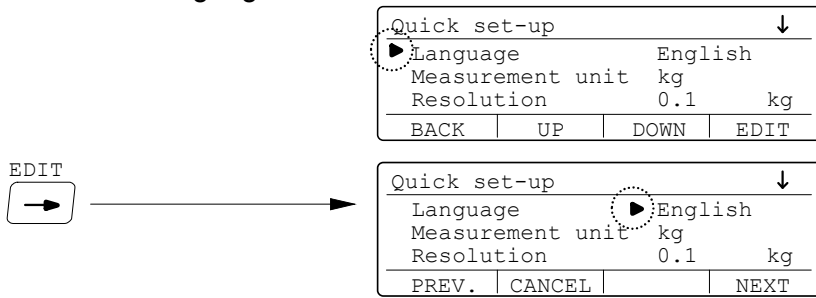 Quick set-up ↓
Language English
Measurement unit kg
Resolution 0.1 kg
BACK UP DOWN EDIT
EDIT
Quick set-up ↓
Language English
Measurement unit kg
Resolution 0.1 kg
PREV. CANCEL NEXT